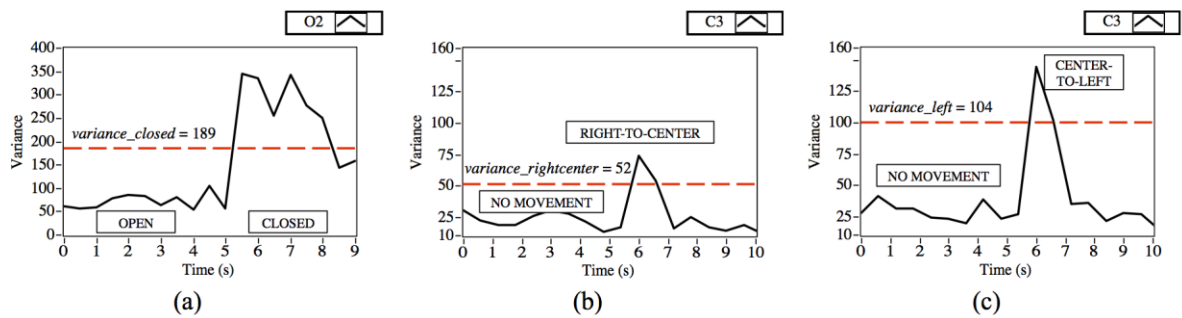 O2
400
350
300
250
200
150
100
50
0
Variance
variance_closed = 189
OPEN
CLOSED
0 1 2 3 4 5 6 7 8 9
Time (s)
(a)
C3
160
125
100
75
50
25
10
Variance
RIGHT-TO-CENTER
variance_rightcenter = 52
NO MOVEMENT
0 1 2 3 4 5 6 7 8 9 10
Time (s)
(b)
C3
160
125
100
75
50
25
10
Variance
CENTER-
TO-LEFT
variance_left = 104
NO MOVEMENT
0 1 2 3 4 5 6 7 8 9 10
Time (s)
(c)